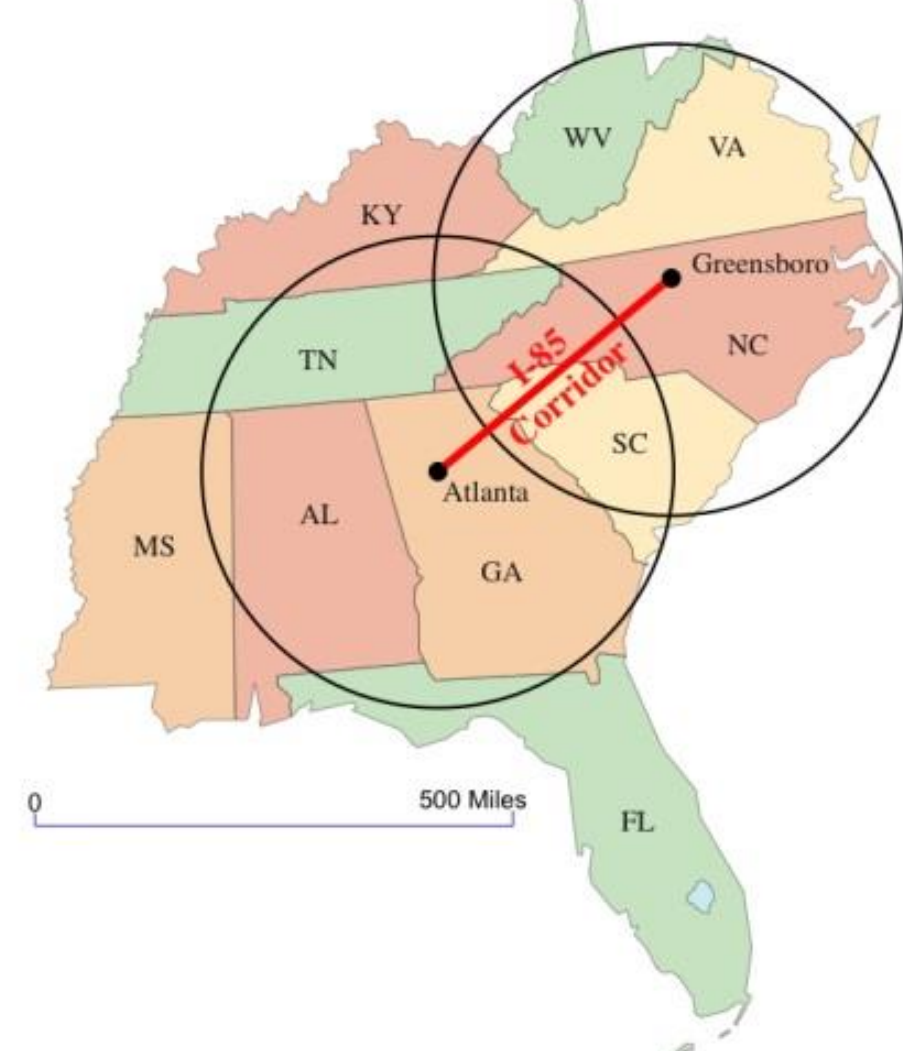 WV
VA
KY
Greensboro
I-85
Corridor
TN
NC
SC
Atlanta
AL
MS
GA
0
500 Miles
FL